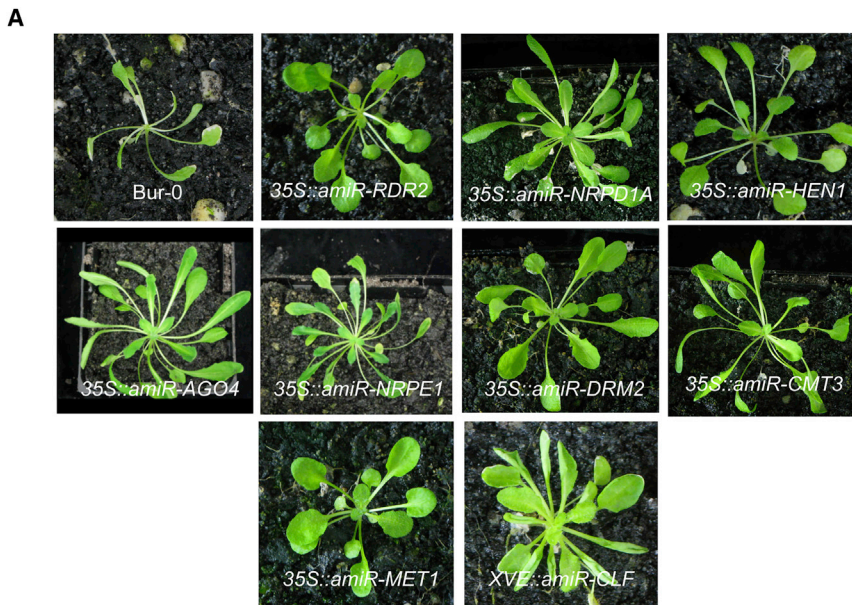 A
Bur-0
35S::amiR-RDR2
35S::amiR-NRPD1A
35S::amiR-HEN1
35S::amiR-AGO4
35S::amiR-NRPE1
35S::amiR-DRM2
35S::amiR-CMT3
35S::amiR-MET1
XVE::amiR-CLF